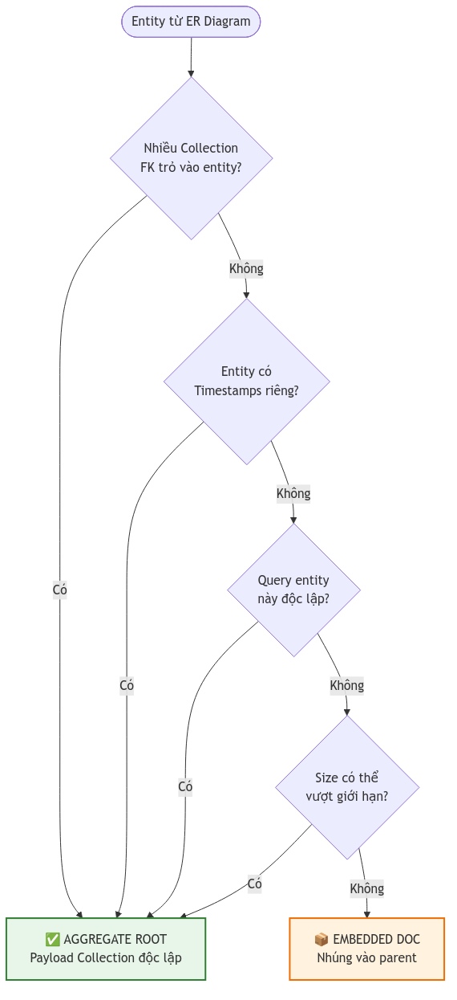 Entity từ ER Diagram
Nhiều Collection
FK trỏ vào entity?
Không
Entity có
Timestamps riêng?
Không
Query entity
này độc lập?
Có
Không
Có
Size có thể
vượt giới hạn?
Có
Có
Không
✅ AGGREGATE ROOT
Payload Collection độc lập
📦 EMBEDDED DOC
Nhúng vào parent